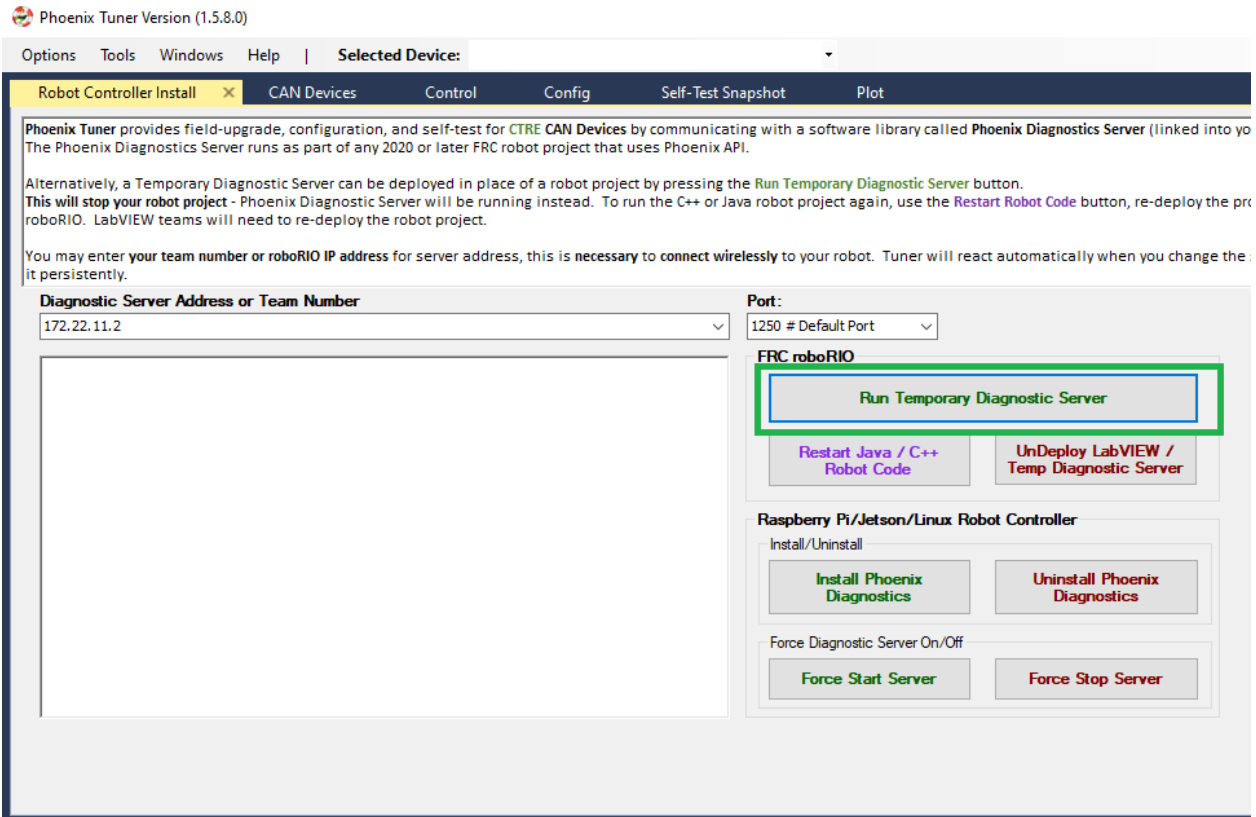 Phoenix Tuner Version (1.5.8.0)
Options Tools Windows Help | Selected Device:
Robot Controller Install × CAN Devices Control Config Self-Test Snapshot Plot
Phoenix Tuner provides field-upgrade, configuration, and self-test for CTRE CAN Devices by communicating with a software library called Phoenix Diagnostics Server (linked into yo
The Phoenix Diagnostics Server runs as part of any 2020 or later FRC robot project that uses Phoenix API.
Alternatively, a Temporary Diagnostic Server can be deployed in place of a robot project by pressing the Run Temporary Diagnostic Server button.
This will stop your robot project - Phoenix Diagnostic Server will be running instead. To run the C++ or Java robot project again, use the Restart Robot Code button, re-deploy the pro
roboRIO. LabVIEW teams will need to re-deploy the robot project.
You may enter your team number or roboRIO IP address for server address, this is necessary to connect wirelessly to your robot. Tuner will react automatically when you change the
it persistently.
Diagnostic Server Address or Team Number
172.22.11.2
Port:
1250 # Default Port
FRC roboRIO
Run Temporary Diagnostic Server
Restart Java / C++
Robot Code
UnDeploy LabVIEW /
Temp Diagnostic Server
Raspberry Pi/Jetson/Linux Robot Controller
Install/Uninstall
Install Phoenix
Diagnostics
Uninstall Phoenix
Diagnostics
Force Diagnostic Server On/Off
Force Start Server
Force Stop Server